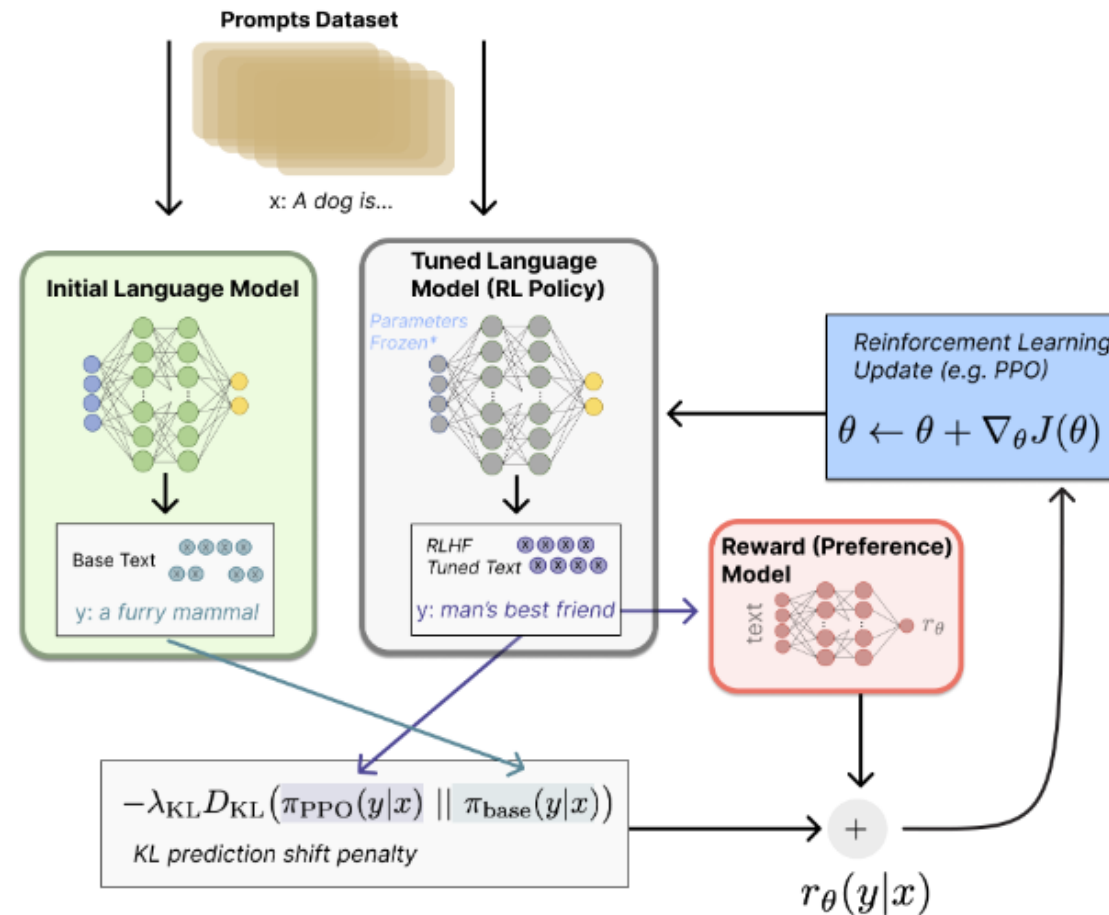 Prompts Dataset
x: A dog is...
Initial Language Model
Tuned Language
Model (RL Policy)
Parameters
Frozen*
Reinforcement Learning
Update (e.g. PPO)
θ ← θ + ∇θJ(θ)
Base Text
x x x x
x x x x
y: a furry mammal
RLHF
Tuned Text
x x x x
x x x x
y: man's best friend
Reward (Preference)
Model
text
rθ
−λKL DKL(πPPO(y|x) || πbase(y|x))
KL prediction shift penalty
+
rθ(y|x)